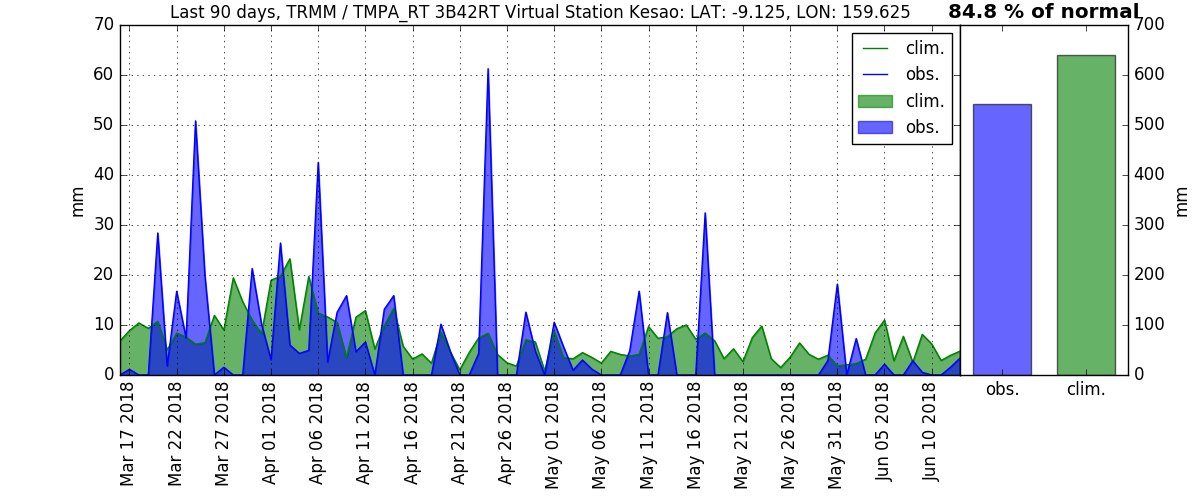 Last 90 days, TRMM / TMPA_RT 3B42RT Virtual Station Kesao: LAT: -9.125, LON: 159.625
84.8 % of normal
70
60
50
40
30
20
10
0
mm
clim.
obs.
clim.
obs.
700
600
500
400
300
200
100
0
mm
Mar 17 2018
Mar 22 2018
Mar 27 2018
Apr 01 2018
Apr 06 2018
Apr 11 2018
Apr 16 2018
Apr 21 2018
Apr 26 2018
May 01 2018
May 06 2018
May 11 2018
May 16 2018
May 21 2018
May 26 2018
May 31 2018
Jun 05 2018
Jun 10 2018
obs.
clim.